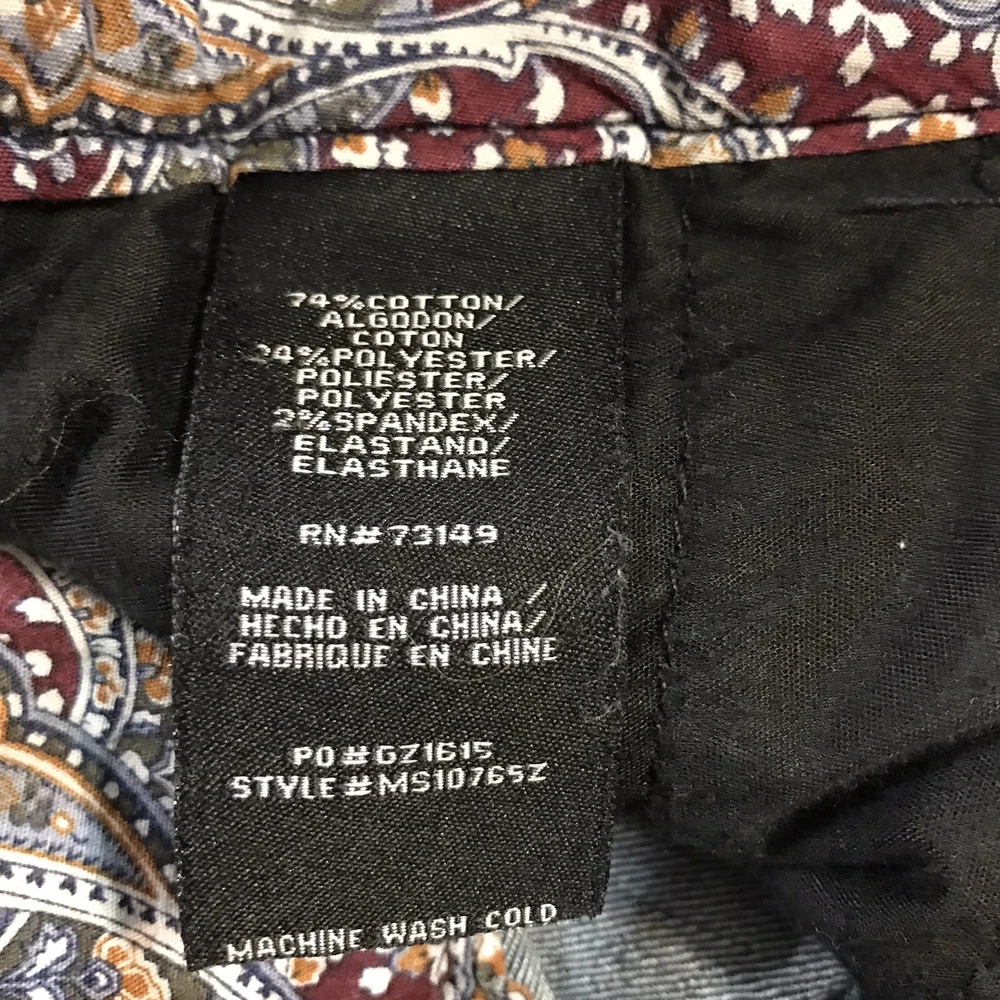 74%COTTON/
ALGODON/
COTON
24%POLYESTER/
POLIESTER/
POLYESTER
2%SPANDEX/
ELASTAND/
ELASTHANE
RN#73149
MADE IN CHINA /
HECHO EN CHINA/
FABRIQUE EN CHINE
PO#GZ1615
STYLE#MS10765Z
MACHINE WASH COLD